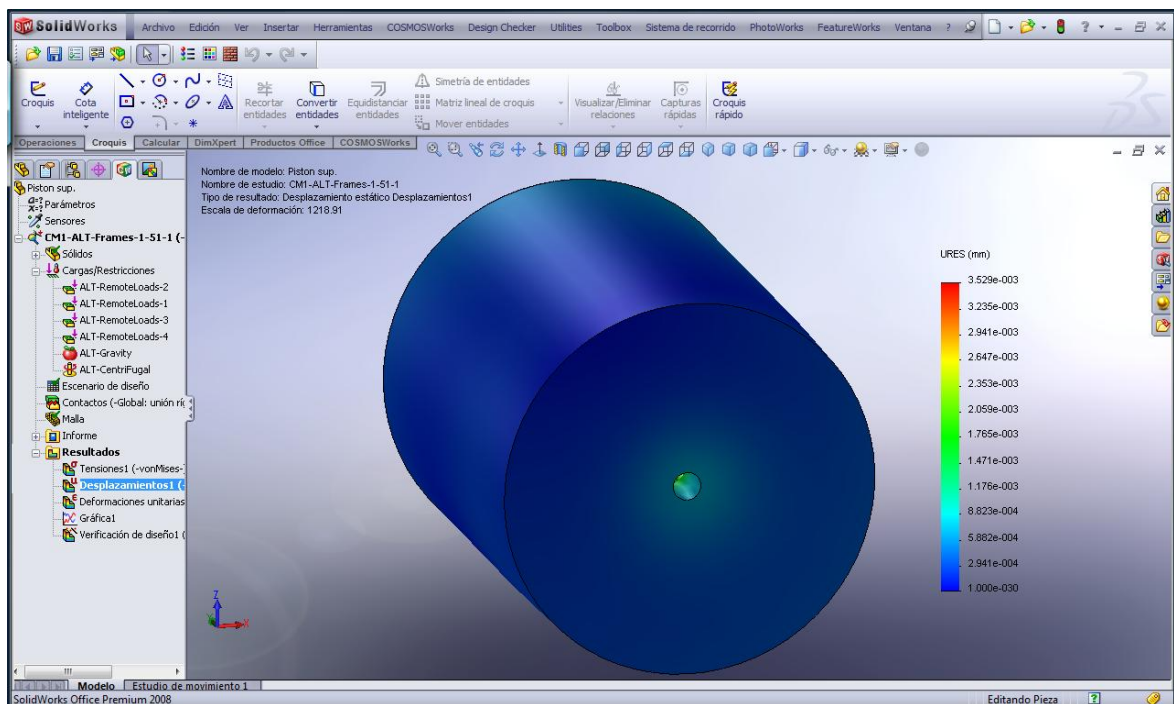 SolidWorks Archivo Edición Ver Insertar Herramientas COSMOSWorks Design Checker Utilities Toolbox Sistema de recorrido PhotoWorks FeatureWorks Ventana ?
Croquis
Cota inteligente
Recortar entidades
Convertir entidades
Equidistanciar entidades
Simetría de entidades
Matriz lineal de croquis
Mover entidades
Visualizar/Eliminar relaciones
Capturas rápidas
Croquis rápido
Operaciones Croquis Calcular DimXpert Productos Office COSMOSWorks
Piston sup.
Parámetros
Sensores
CM1-ALT-Frames-1-51-1 (-
Sólidos
Cargas/Restricciones
ALT-RemoteLoads-2
ALT-RemoteLoads-1
ALT-RemoteLoads-3
ALT-RemoteLoads-4
ALT-Gravity
ALT-CentriFugal
Escenario de diseño
Contactos (-Global: unión ríg
Malla
Informe
Resultados
Tensiones1 (-vonMises-)
Desplazamientos1 (-
Deformaciones unitarias
Gráfica1
Verificación de diseño1 (
Nombre de modelo: Piston sup.
Nombre de estudio: CM1-ALT-Frames-1-51-1
Tipo de resultado: Desplazamiento estático Desplazamientos1
Escala de deformación: 1218.91
URES (mm)
3.529e-003
3.235e-003
2.941e-003
2.647e-003
2.353e-003
2.059e-003
1.765e-003
1.471e-003
1.176e-003
8.823e-004
5.882e-004
2.941e-004
1.000e-030
Z
X
Modelo Estudio de movimiento 1
SolidWorks Office Premium 2008
Editando Pieza